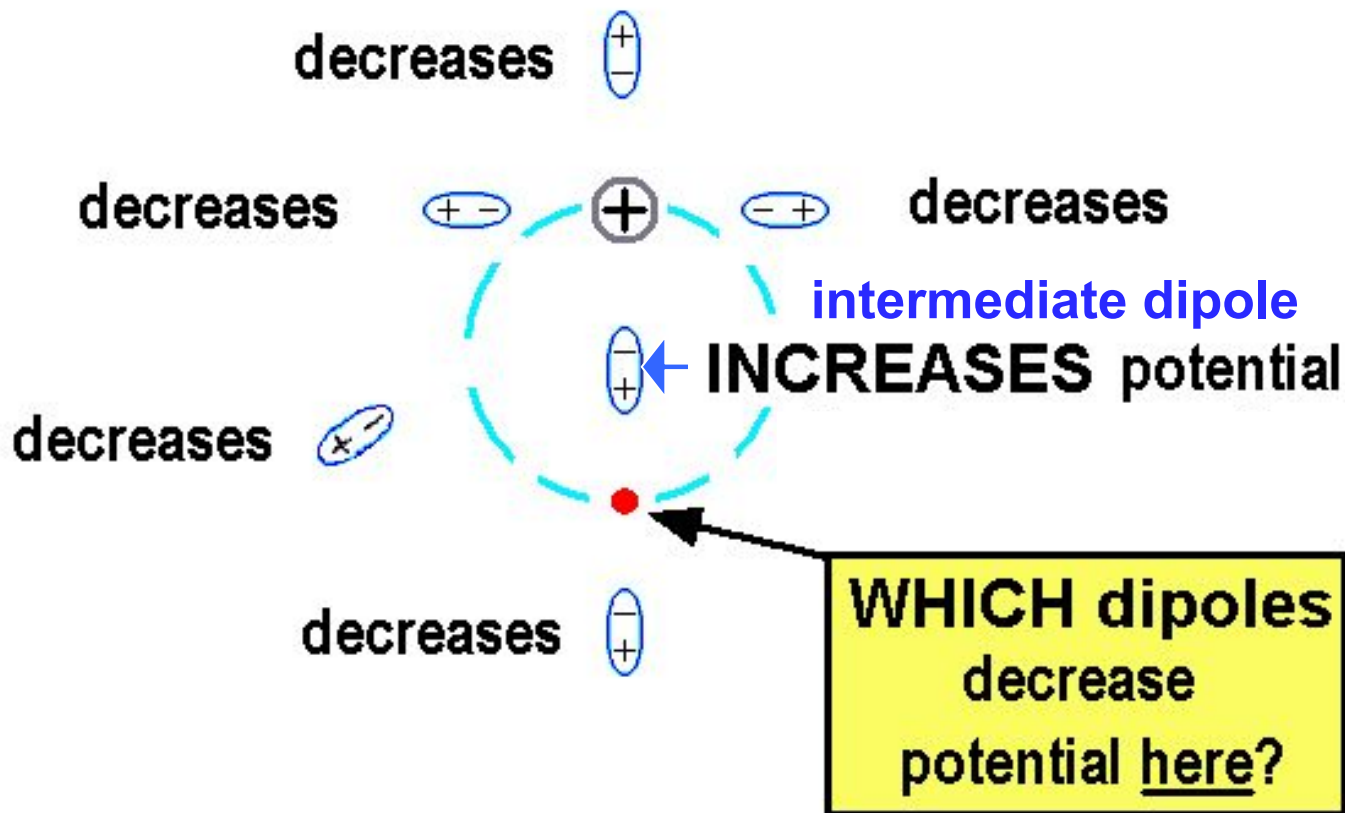 decreases
+
−
decreases
+ −
+
− +
decreases
intermediate dipole
−
+
INCREASES potential
decreases
+ −
decreases
−
+
WHICH dipoles
decrease
potential here?